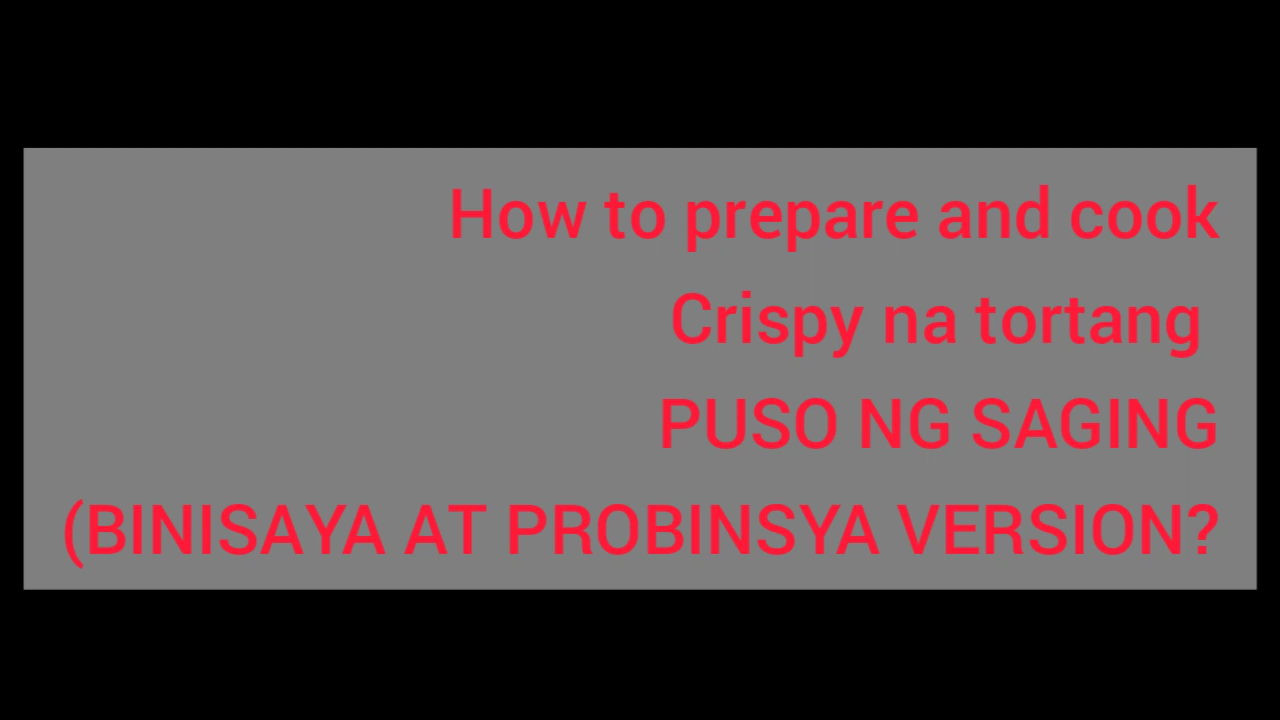 How to prepare and cook
Crispy na tortang
PUSO NG SAGING
(BINISAYA AT PROBINSYA VERSION?